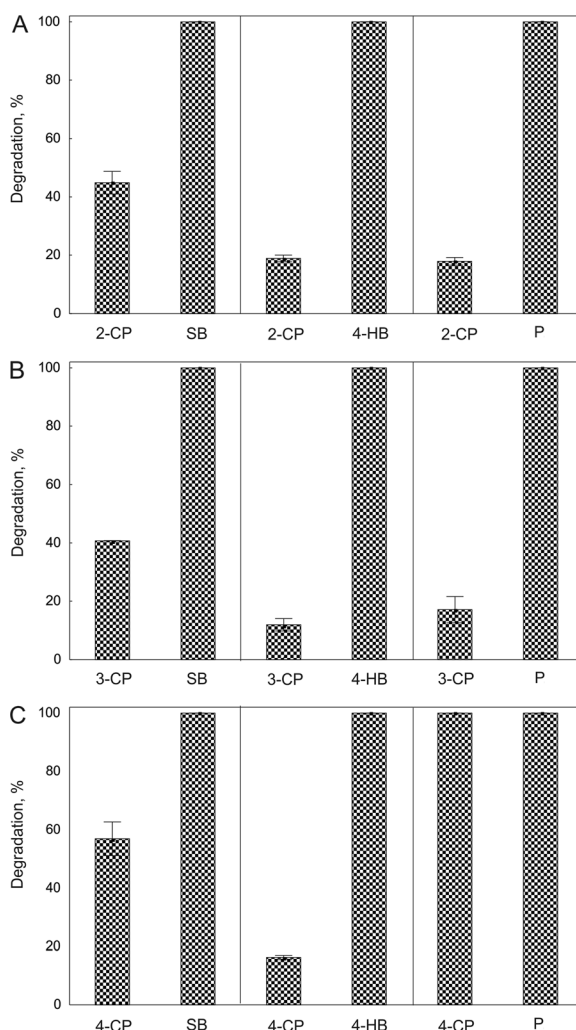 A
Degradation, %
100
80
60
40
20
0
2-CP SB 2-CP 4-HB 2-CP P
B
Degradation, %
100
80
60
40
20
0
3-CP SB 3-CP 4-HB 3-CP P
C
Degradation, %
100
80
60
40
20
0
4-CP SB 4-CP 4-HB 4-CP P